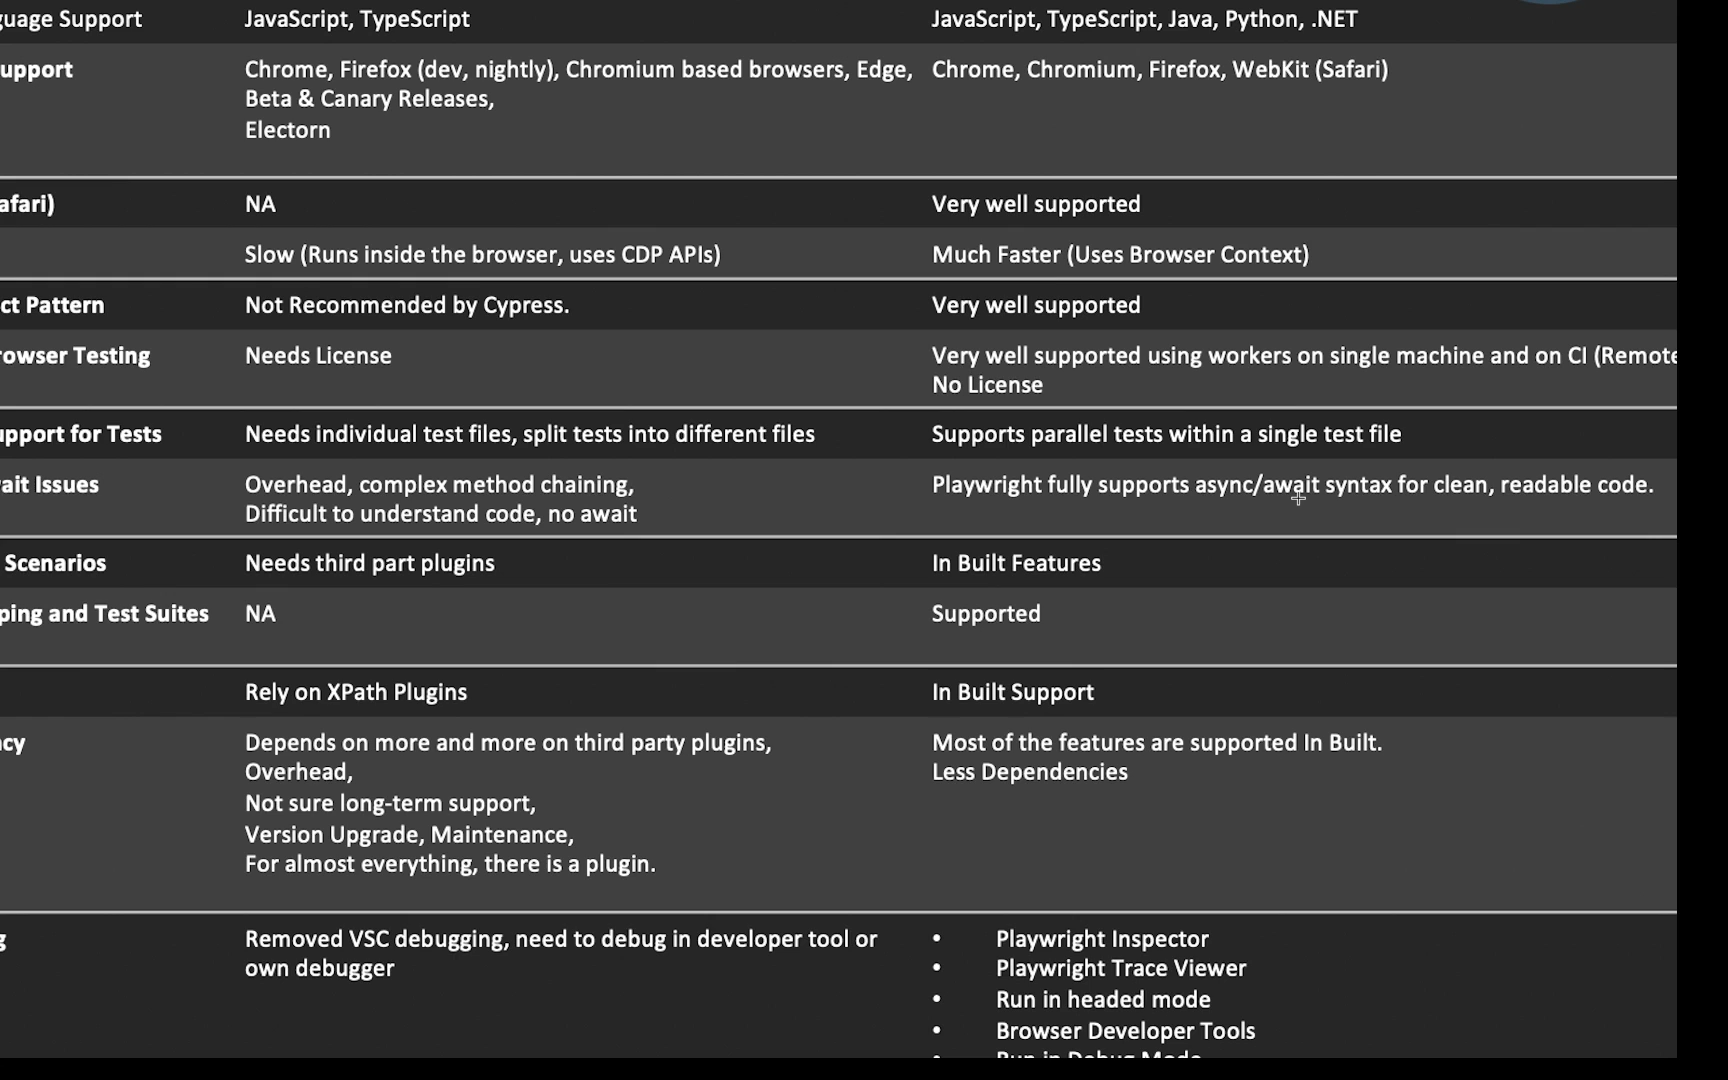 guage Support JavaScript, TypeScript JavaScript, TypeScript, Java, Python, .NET
upport Chrome, Firefox (dev, nightly), Chromium based browsers, Edge, Chrome, Chromium, Firefox, WebKit (Safari)
Beta & Canary Releases,
Electorn
afari) NA Very well supported
Slow (Runs inside the browser, uses CDP APIs) Much Faster (Uses Browser Context)
ct Pattern Not Recommended by Cypress. Very well supported
rowser Testing Needs License Very well supported using workers on single machine and on CI (Remote
No License
upport for Tests Needs individual test files, split tests into different files Supports parallel tests within a single test file
ait Issues Overhead, complex method chaining, Playwright fully supports async/await syntax for clean, readable code.
Difficult to understand code, no await
Scenarios Needs third part plugins In Built Features
ping and Test Suites NA Supported
Rely on XPath Plugins In Built Support
cy Depends on more and more on third party plugins, Most of the features are supported In Built.
Overhead, Less Dependencies
Not sure long-term support,
Version Upgrade, Maintenance,
For almost everything, there is a plugin.
g Removed VSC debugging, need to debug in developer tool or • Playwright Inspector
own debugger • Playwright Trace Viewer
• Run in headed mode
• Browser Developer Tools
• Run in Debug Mode